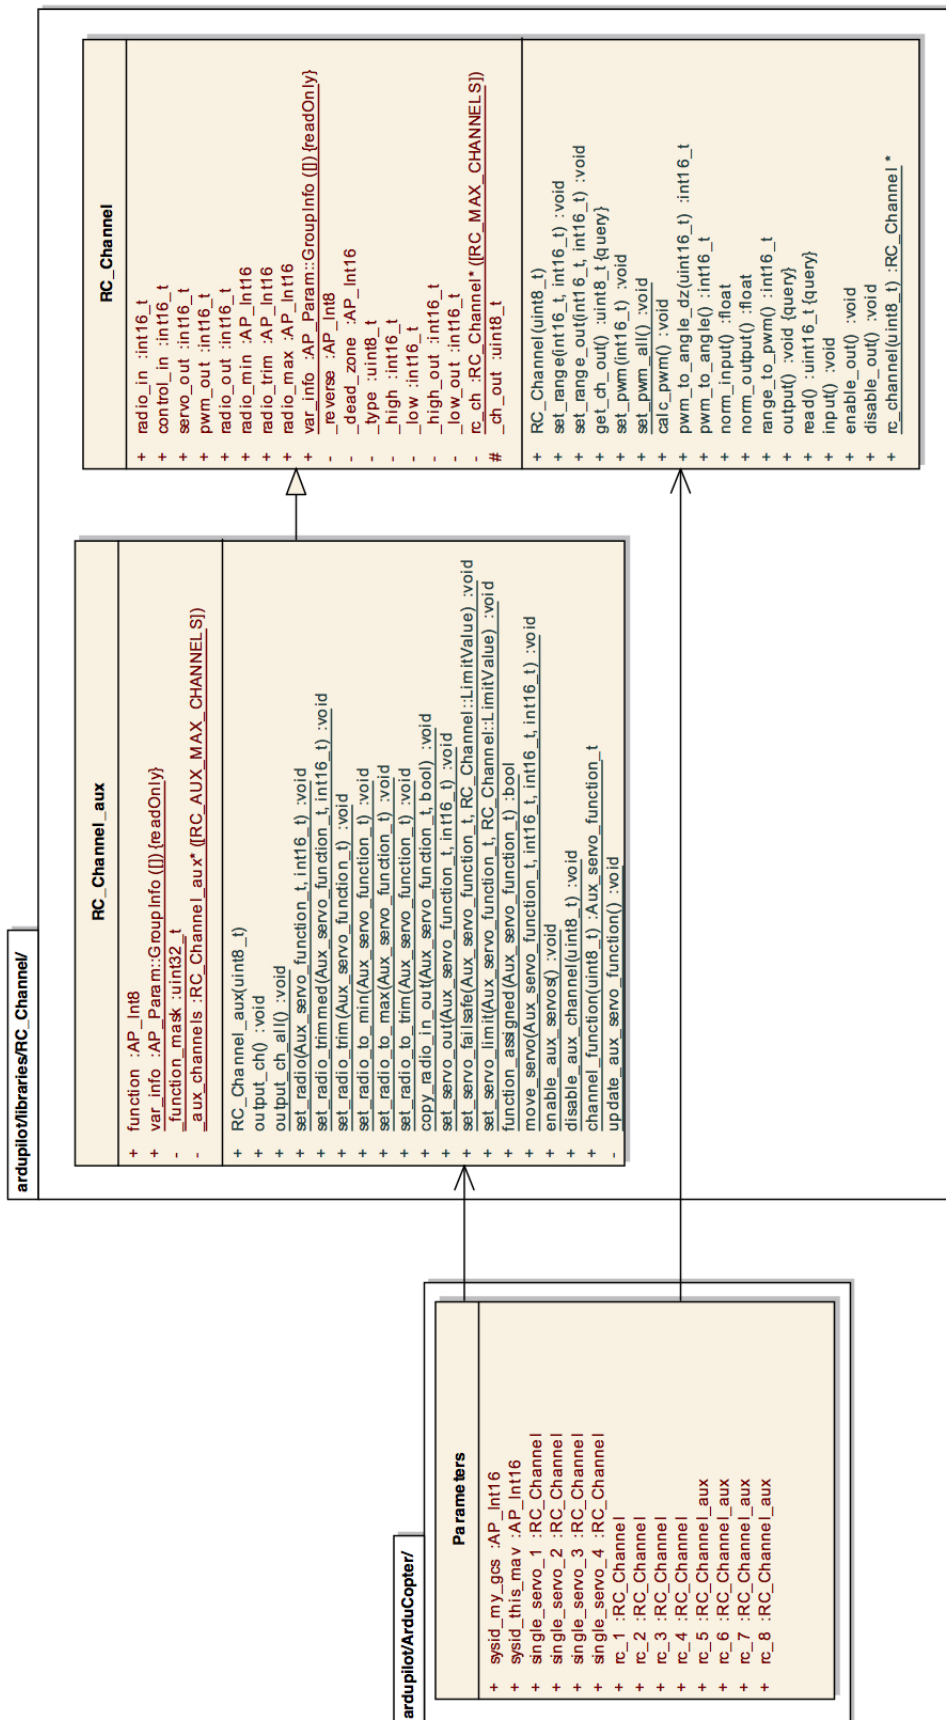 ardupilot/libraries/RC_Channel/
RC_Channel
+ radio_in :int16_t
+ control_in :int16_t
+ servo_out :int16_t
+ pwm_out :int16_t
+ radio_out :int16_t
+ radio_min :AP_Int16
+ radio_trim :AP_Int16
+ radio_max :AP_Int16
+ var_info :AP_Param::GroupInfo ([]) {readOnly}
- _reverse :AP_Int8
- _dead_zone :AP_Int16
- _type :uint8_t
- _high :int16_t
- _low :int16_t
- _high_out :int16_t
- _low_out :int16_t
- rc_ch :RC_Channel* ([RC_MAX_CHANNELS])
# _ch_out :uint8_t
+ RC_Channel(uint8_t)
+ set_range(int16_t, int16_t) :void
+ set_range_out(int16_t, int16_t) :void
+ get_ch_out() :uint8_t {query}
+ set_pwm(int16_t) :void
+ set_pwm_all() :void
+ calc_pwm() :void
+ pwm_to_angle_dz(uint16_t) :int16_t
+ pwm_to_angle() :int16_t
+ norm_input() :float
+ norm_output() :float
+ range_to_pwm() :int16_t
+ output() :void {query}
+ read() :uint16_t {query}
+ input() :void
+ enable_out() :void
+ disable_out() :void
+ rc_channel(uint8_t) :RC_Channel *
RC_Channel_aux
+ function :AP_Int8
+ var_info :AP_Param::GroupInfo ([]) {readOnly}
- _function_mask :uint32_t
- _aux_channels :RC_Channel_aux* ([RC_AUX_MAX_CHANNELS])
+ RC_Channel_aux(uint8_t)
+ output_ch() :void
+ output_ch_all() :void
+ set_radio(Aux_servo_function_t, int16_t) :void
+ set_radio_trimmed(Aux_servo_function_t, int16_t) :void
+ set_radio_trim(Aux_servo_function_t) :void
+ set_radio_to_min(Aux_servo_function_t) :void
+ set_radio_to_max(Aux_servo_function_t) :void
+ set_radio_to_trim(Aux_servo_function_t) :void
+ copy_radio_in_out(Aux_servo_function_t, bool) :void
+ set_servo_out(Aux_servo_function_t, int16_t) :void
+ set_servo_failsafe(Aux_servo_function_t, RC_Channel::LimitValue) :void
+ set_servo_limit(Aux_servo_function_t, RC_Channel::LimitValue) :void
+ function_assigned(Aux_servo_function_t) :bool
+ move_servo(Aux_servo_function_t, int16_t, int16_t, int16_t) :void
+ enable_aux_servos() :void
+ disable_aux_channel(uint8_t) :void
+ channel_function(uint8_t) :Aux_servo_function_t
- update_aux_servo_function() :void
ardupilot/ArduCopter/
Parameters
+ sysid_my_gcs :AP_Int16
+ sysid_this_mav :AP_Int16
+ single_servo_1 :RC_Channel
+ single_servo_2 :RC_Channel
+ single_servo_3 :RC_Channel
+ single_servo_4 :RC_Channel
+ rc_1 :RC_Channel
+ rc_2 :RC_Channel
+ rc_3 :RC_Channel
+ rc_4 :RC_Channel
+ rc_5 :RC_Channel_aux
+ rc_6 :RC_Channel_aux
+ rc_7 :RC_Channel_aux
+ rc_8 :RC_Channel_aux